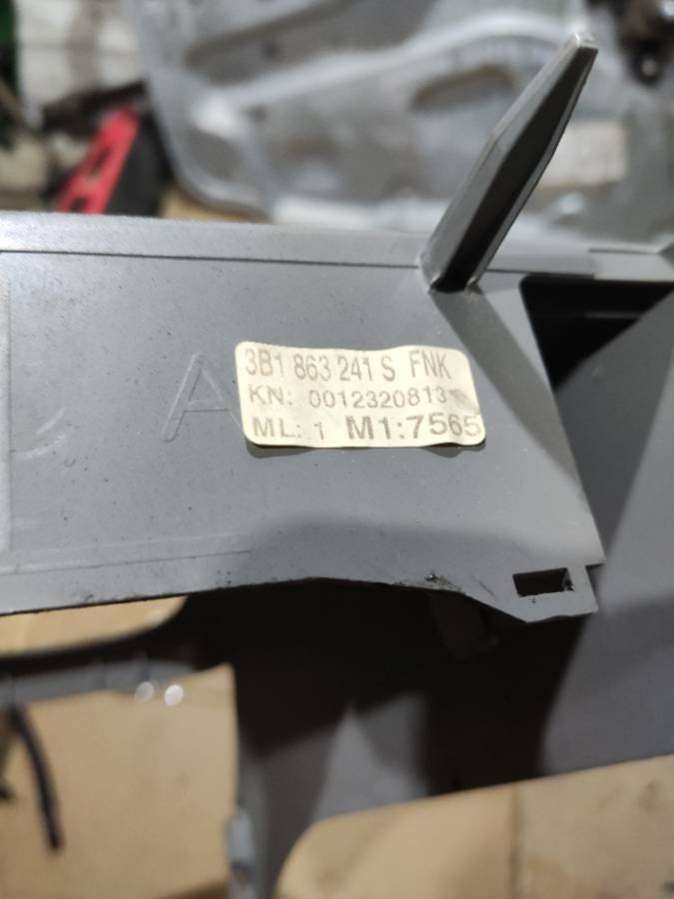 3B1 863 241 S FNK
KN: 0012320813
ML: 1 M1:7565
A